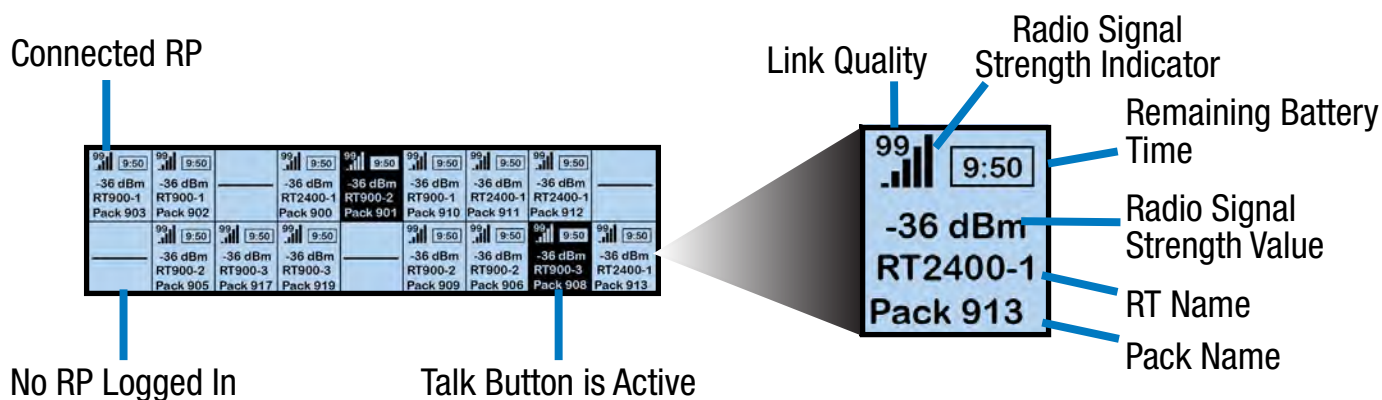 Connected RP
Link Quality
Radio Signal
Strength Indicator
Remaining Battery
Time
Radio Signal
Strength Value
RT Name
Pack Name
99 9:50 99 9:50 99 9:50 99 9:50 99 9:50 99 9:50 99 9:50
-36 dBm -36 dBm -36 dBm -36 dBm -36 dBm -36 dBm -36 dBm
RT900-1 RT900-1 RT2400-1 RT900-2 RT900-1 RT2400-1 RT2400-1
Pack 903 Pack 902 Pack 900 Pack 901 Pack 910 Pack 911 Pack 912
99 9:50 99 9:50 99 9:50 99 9:50 99 9:50 99 9:50 99 9:50
-36 dBm -36 dBm -36 dBm -36 dBm -36 dBm -36 dBm -36 dBm
RT900-2 RT900-3 RT900-3 RT900-2 RT900-2 RT900-3 RT2400-1
Pack 905 Pack 917 Pack 919 Pack 909 Pack 906 Pack 908 Pack 913
99 9:50
-36 dBm
RT2400-1
Pack 913
No RP Logged In
Talk Button is Active